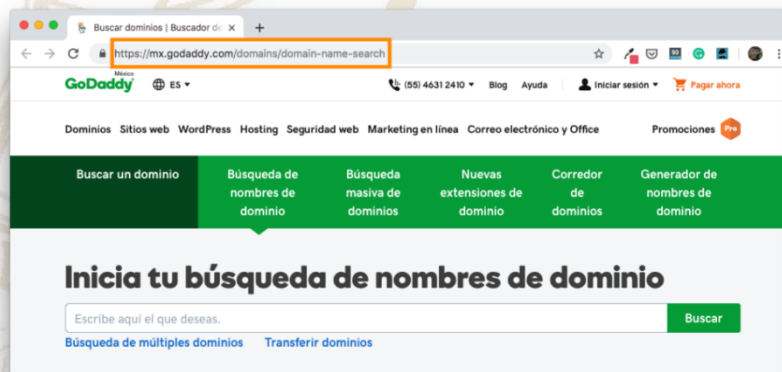 Buscar dominios | Buscador de
https://mx.godaddy.com/domains/domain-name-search
México
GoDaddy ES (55) 4631 2410 Blog Ayuda Iniciar sesión Pagar ahora
Dominios Sitios web WordPress Hosting Seguridad web Marketing en línea Correo electrónico y Office Promociones Pro
Buscar un dominio Búsqueda de Búsqueda Nuevas Corredor Generador de
nombres de masiva de extensiones de de nombres de
dominio dominios dominio dominios dominio
Inicia tu búsqueda de nombres de dominio
Escribe aquí el que deseas. Buscar
Búsqueda de múltiples dominios Transferir dominios